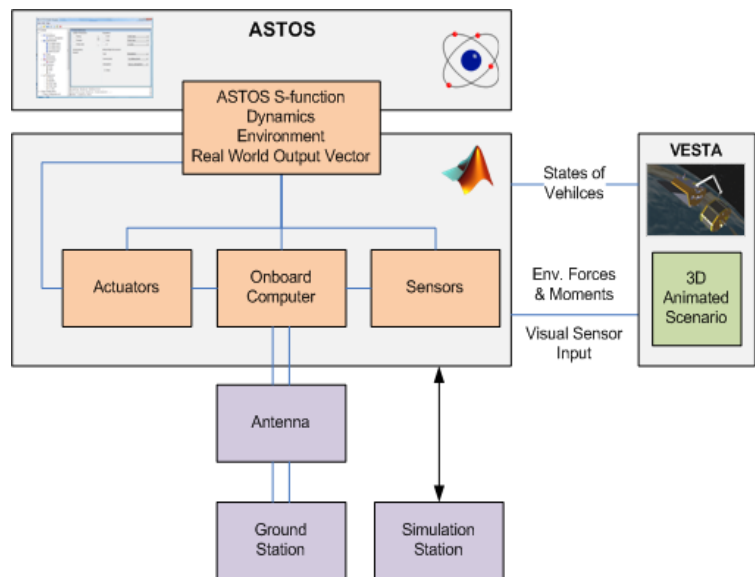 ASTOS
ASTOS S-function
Dynamics
Environment
Real World Output Vector
VESTA
States of
Vehilces
Actuators
Onboard
Computer
Sensors
Env. Forces
& Moments
Visual Sensor
Input
3D
Animated
Scenario
Antenna
Ground
Station
Simulation
Station